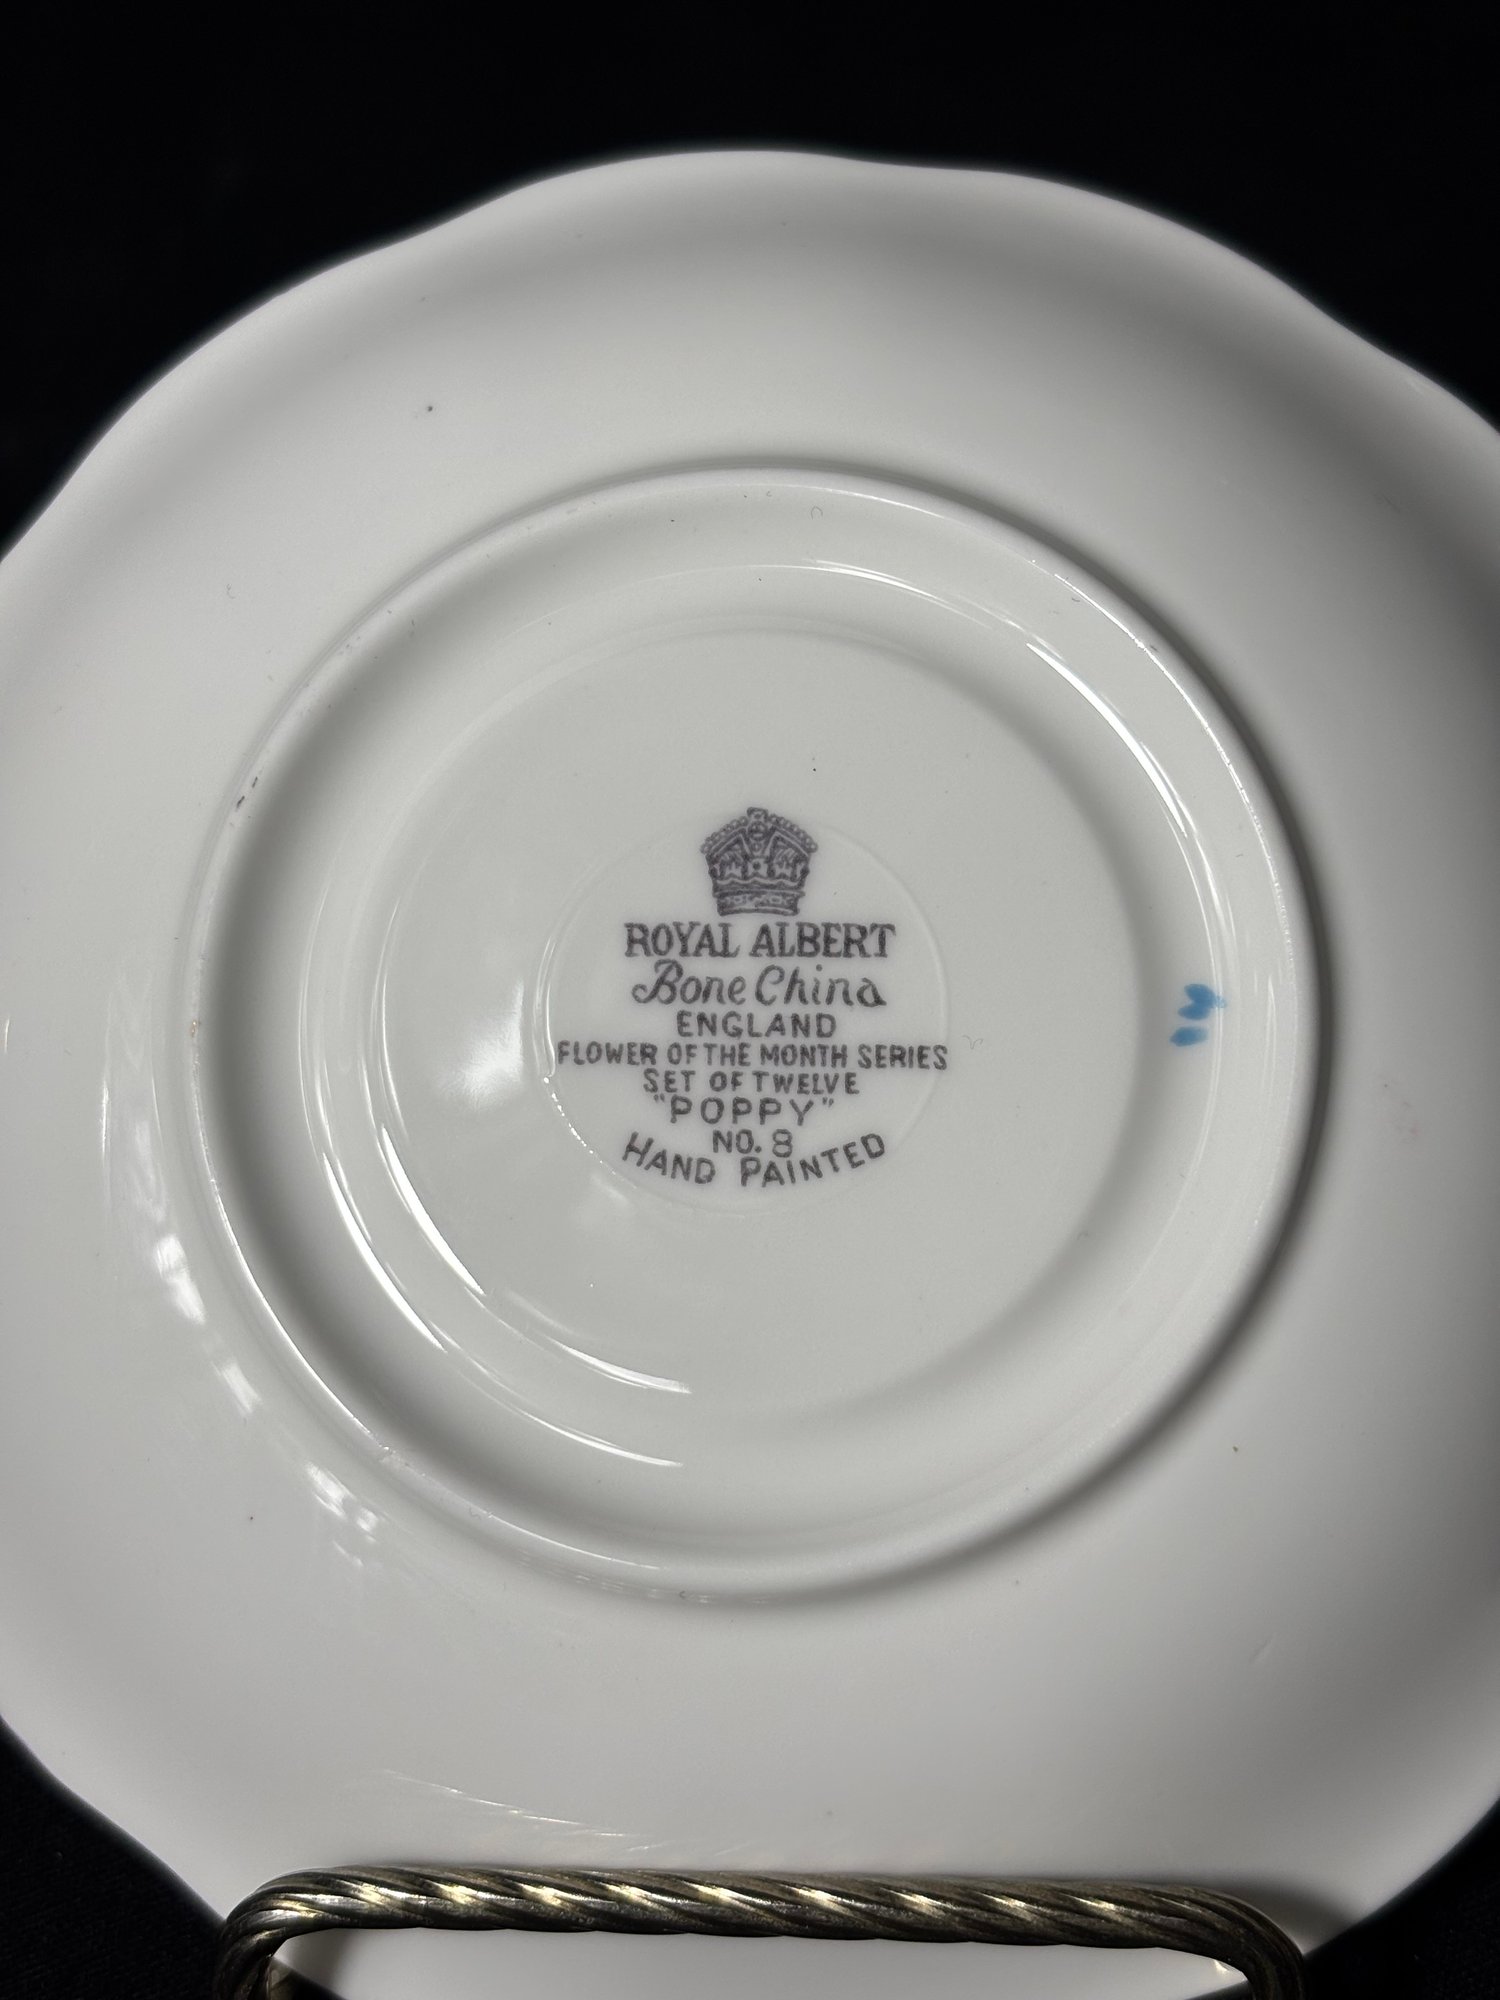 ROYAL ALBERT
Bone China
ENGLAND
FLOWER OF THE MONTH SERIES
SET OF TWELVE
"POPPY"
NO. 8
HAND PAINTED